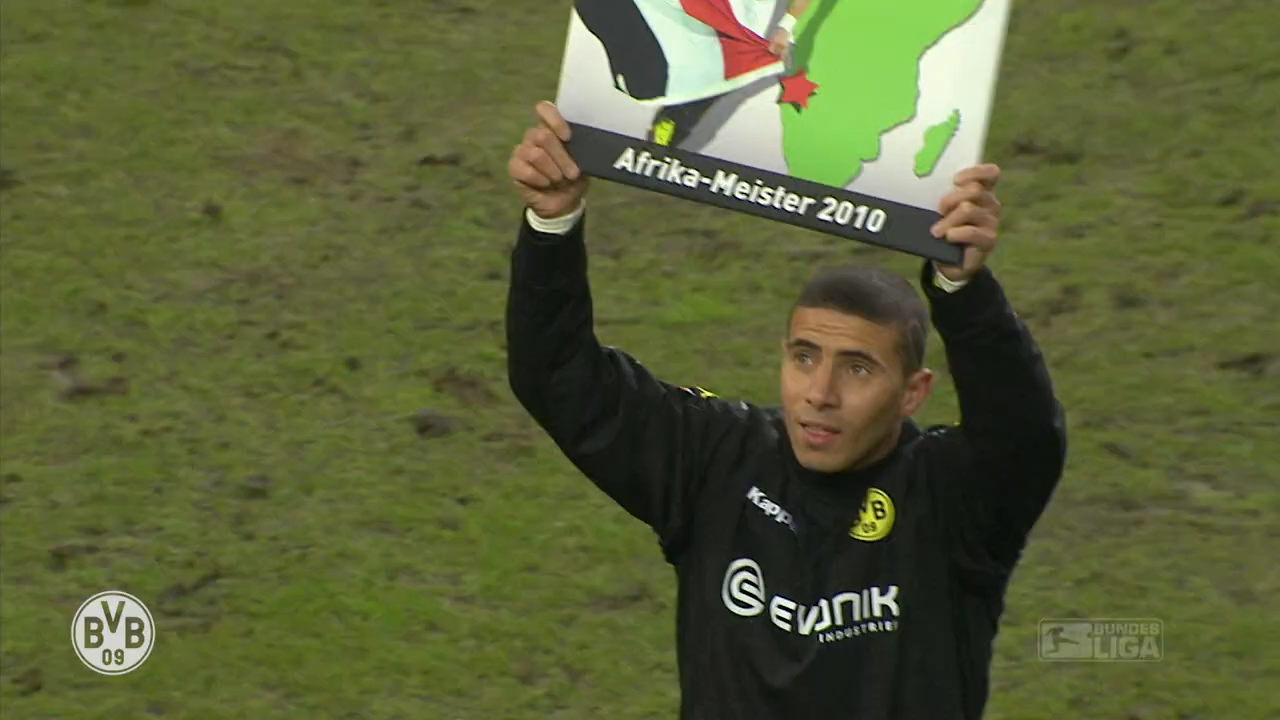 Afrika-Meister 2010
Kappa
BVB
09
EVONIK
INDUSTRIES
BVB
09
BUNDES
LIGA